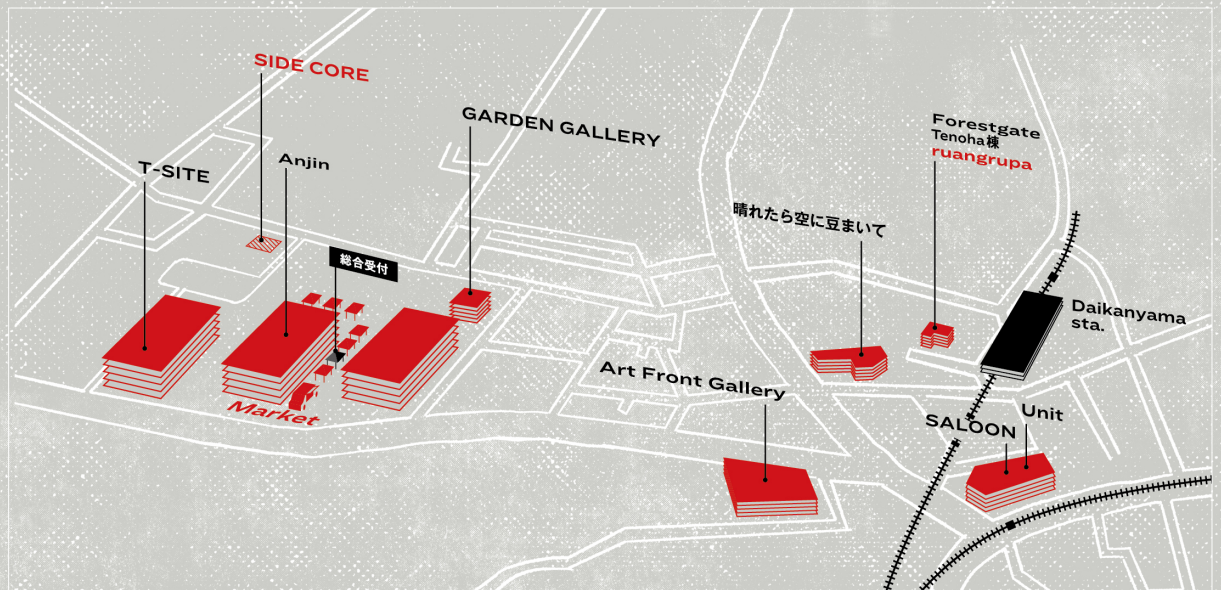 SIDE CORE
GARDEN GALLERY
Forestgate
Tenoha棟
ruangrupa
T-SITE
Anjin
晴れたら空に豆まいて
総合受付
Daikanyama
sta.
Art Front Gallery
Market
SALOON
Unit